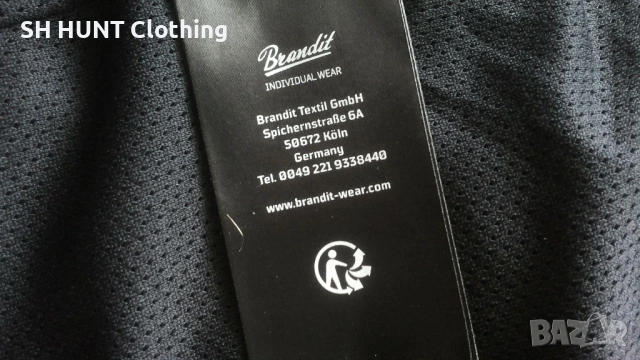 SH HUNT Clothing
Brandit
INDIVIDUAL WEAR
Brandit Textil GmbH
Spichernstraße 6A
50672 Köln
Germany
Tel. 0049 221 9338440
www.brandit-wear.com
BAZAR